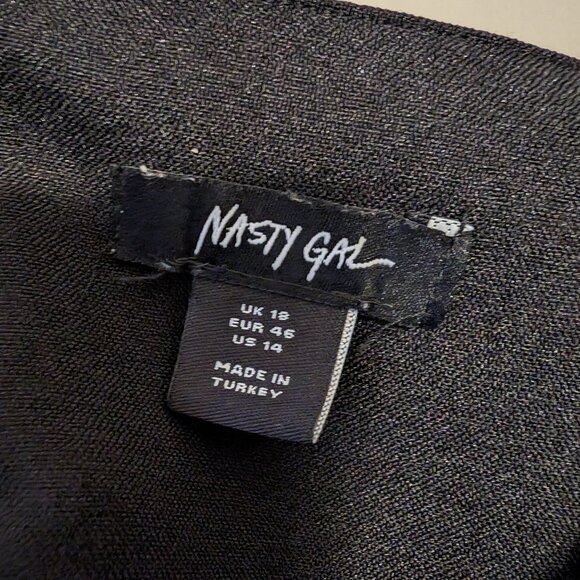 NASTY GAL
UK 18
EUR 46
US 14
MADE IN
TURKEY